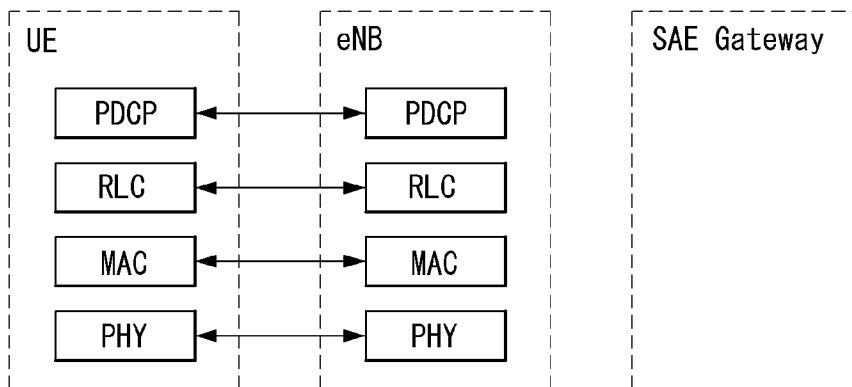 UE eNB SAE Gateway
PDCP PDCP
RLC RLC
MAC MAC
PHY PHY